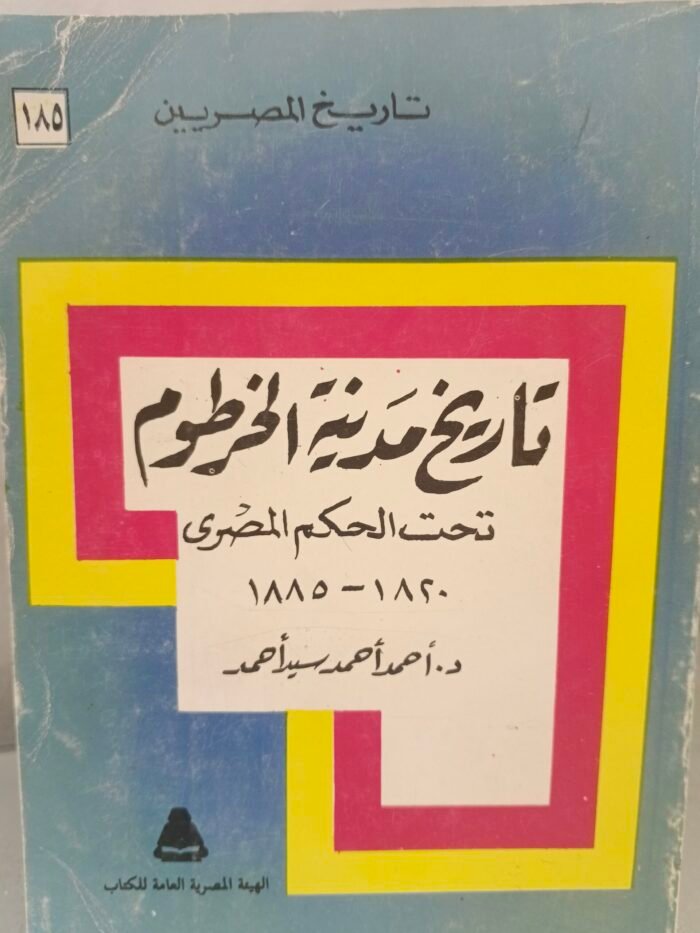 تاريخ المصريين
١٨٥
تاريخ مدينة الخرطوم
تحت الحكم المصرى
١٨٢٠ - ١٨٨٥
د. أحمد أحمد سيد أحمد
الهيئة المصرية العامة للكتاب